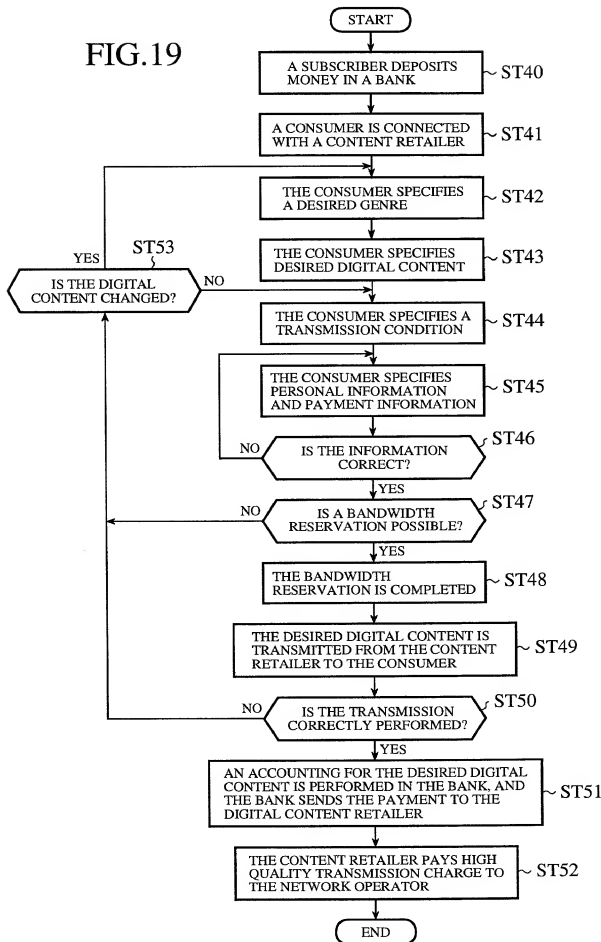 START
FIG.19
A SUBSCRIBER DEPOSITS
MONEY IN A BANK
ST40
A CONSUMER IS CONNECTED
WITH A CONTENT RETAILER
ST41
THE CONSUMER SPECIFIES
A DESIRED GENRE
ST42
YES
ST53
IS THE DIGITAL
CONTENT CHANGED?
NO
THE CONSUMER SPECIFIES
DESIRED DIGITAL CONTENT
ST43
THE CONSUMER SPECIFIES A
TRANSMISSION CONDITION
ST44
THE CONSUMER SPECIFIES
PERSONAL INFORMATION
AND PAYMENT INFORMATION
ST45
NO
IS THE INFORMATION
CORRECT?
ST46
YES
NO
IS A BANDWIDTH
RESERVATION POSSIBLE?
ST47
YES
THE BANDWIDTH
RESERVATION IS COMPLETED
ST48
THE DESIRED DIGITAL CONTENT IS
TRANSMITTED FROM THE CONTENT
RETAILER TO THE CONSUMER
ST49
NO
IS THE TRANSMISSION
CORRECTLY PERFORMED?
ST50
YES
AN ACCOUNTING FOR THE DESIRED DIGITAL
CONTENT IS PERFORMED IN THE BANK, AND
THE BANK SENDS THE PAYMENT TO THE
DIGITAL CONTENT RETAILER
ST51
THE CONTENT RETAILER PAYS HIGH
QUALITY TRANSMISSION CHARGE TO
THE NETWORK OPERATOR
ST52
END